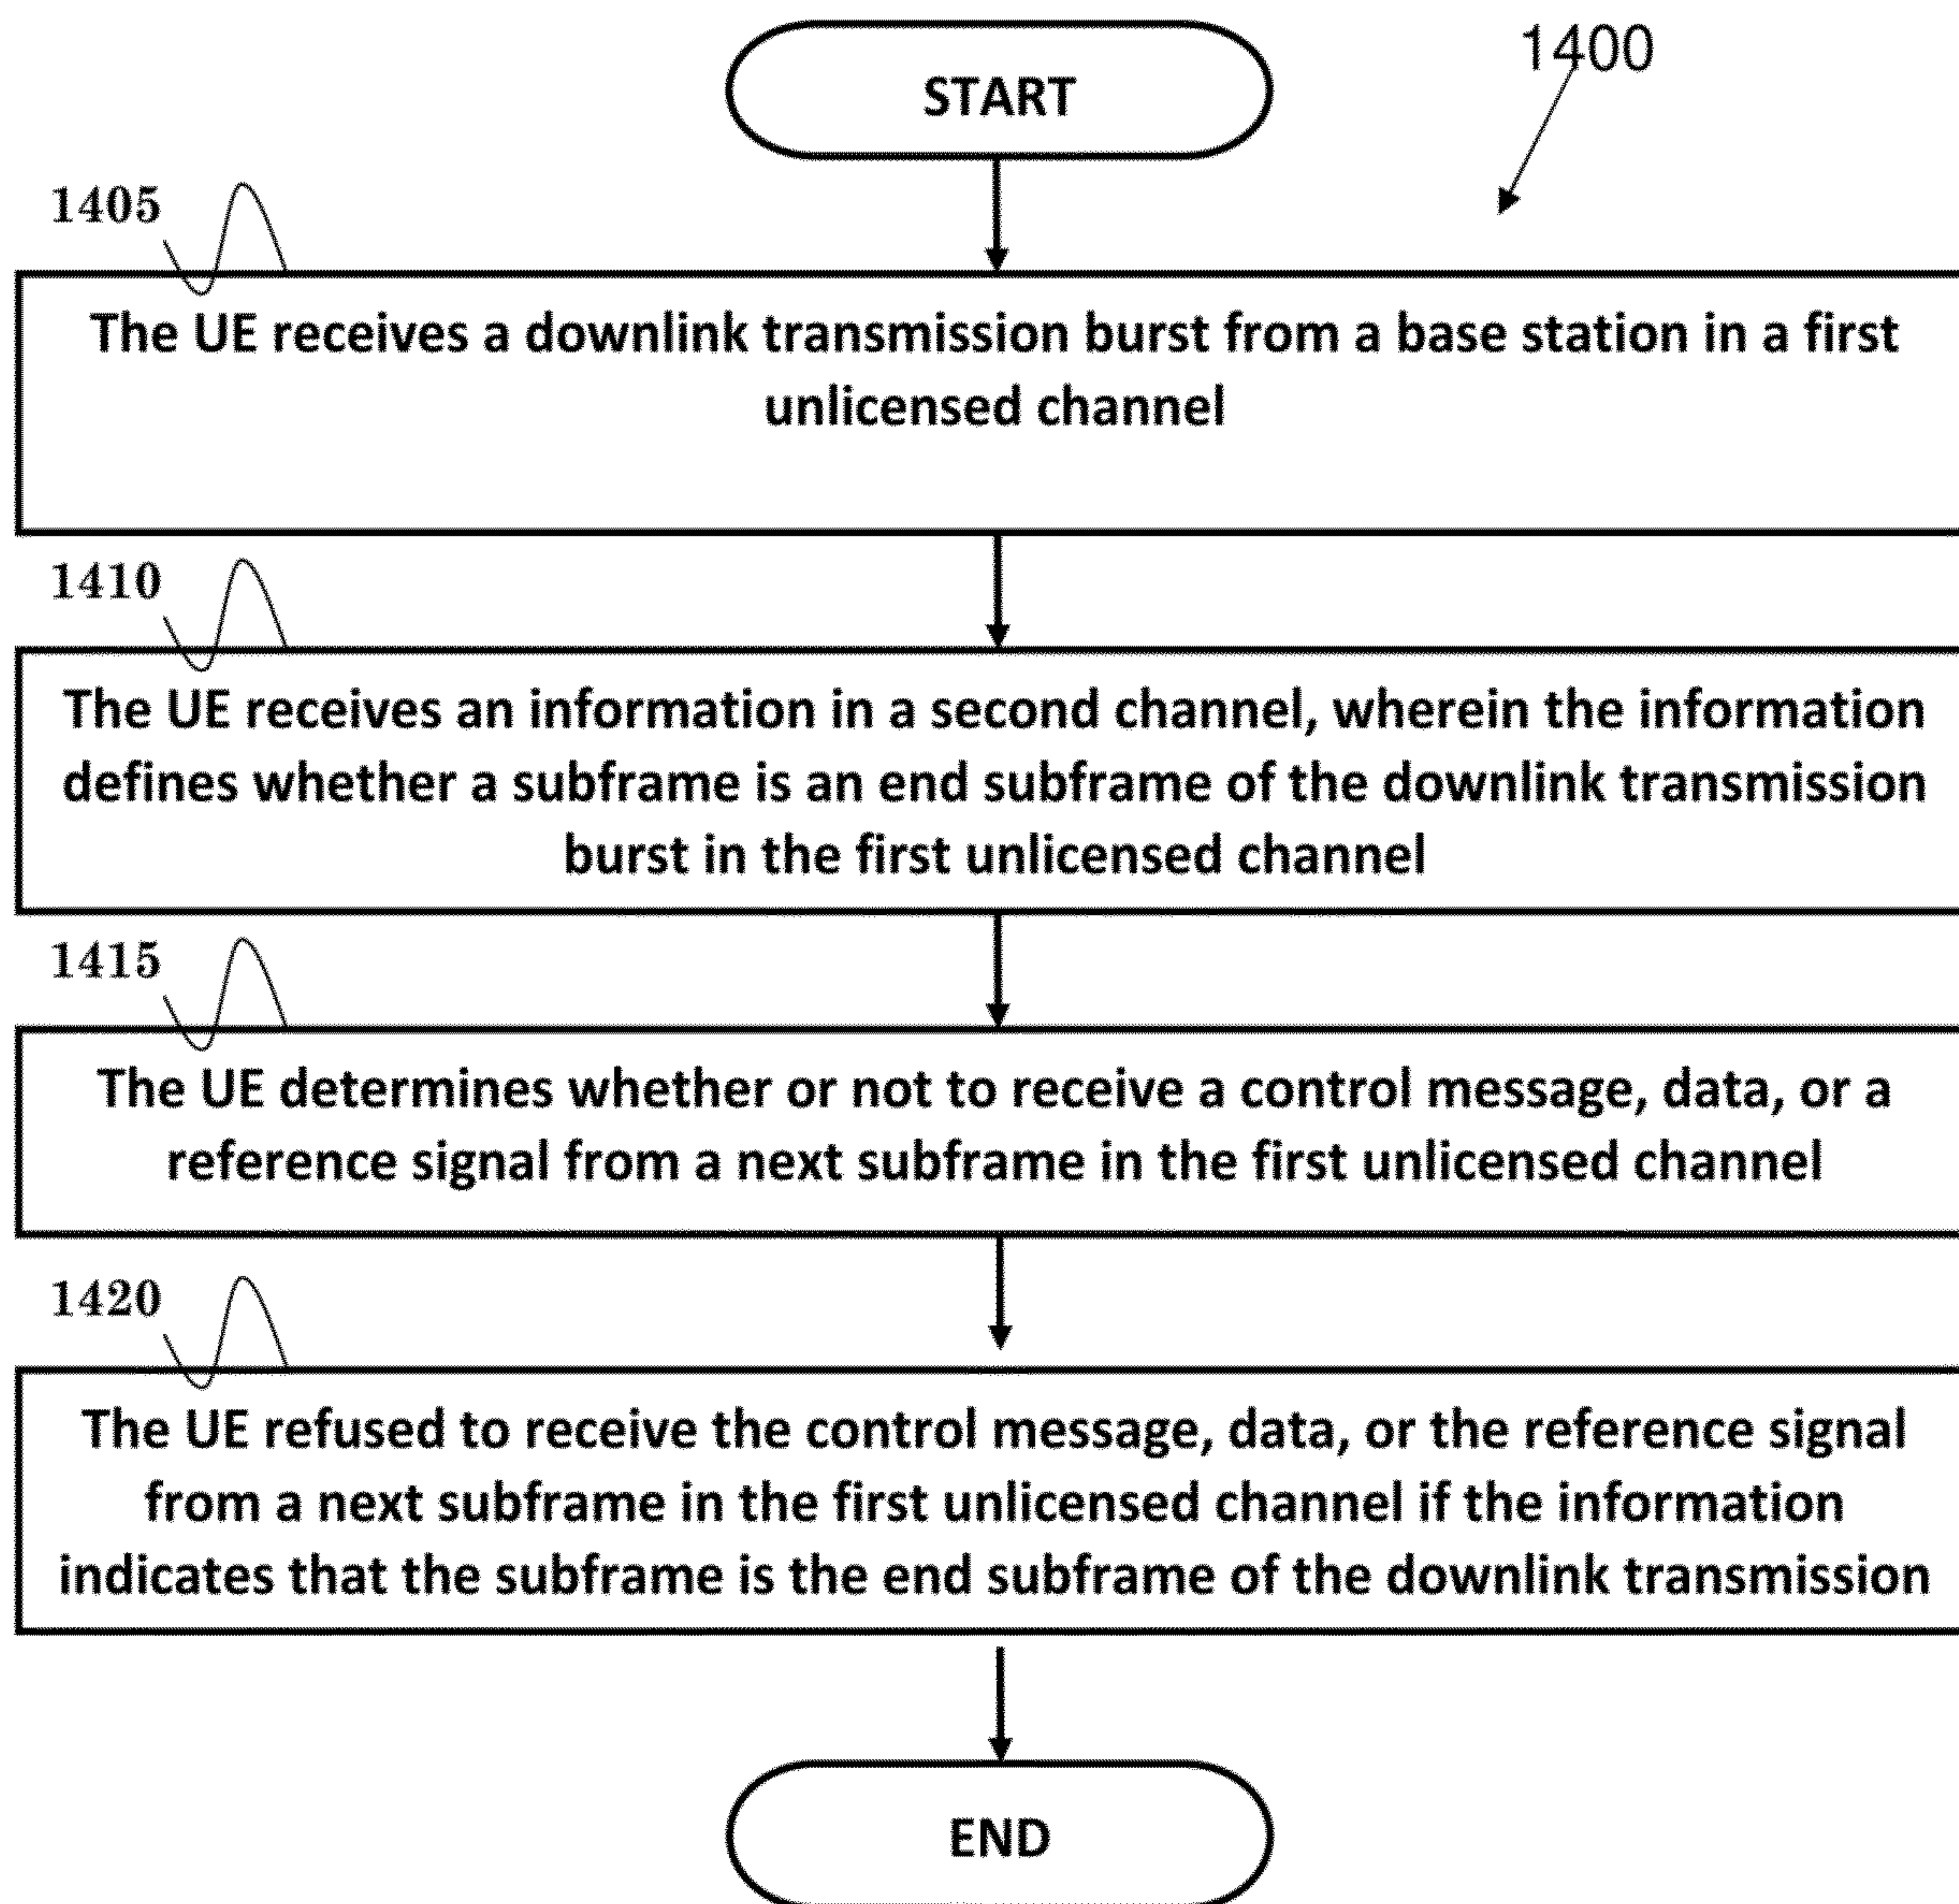 START
1400
1405
The UE receives a downlink transmission burst from a base station in a first
unlicensed channel
1410
The UE receives an information in a second channel, wherein the information
defines whether a subframe is an end subframe of the downlink transmission
burst in the first unlicensed channel
1415
The UE determines whether or not to receive a control message, data, or a
reference signal from a next subframe in the first unlicensed channel
1420
The UE refused to receive the control message, data, or the reference signal
from a next subframe in the first unlicensed channel if the information
indicates that the subframe is the end subframe of the downlink transmission
END